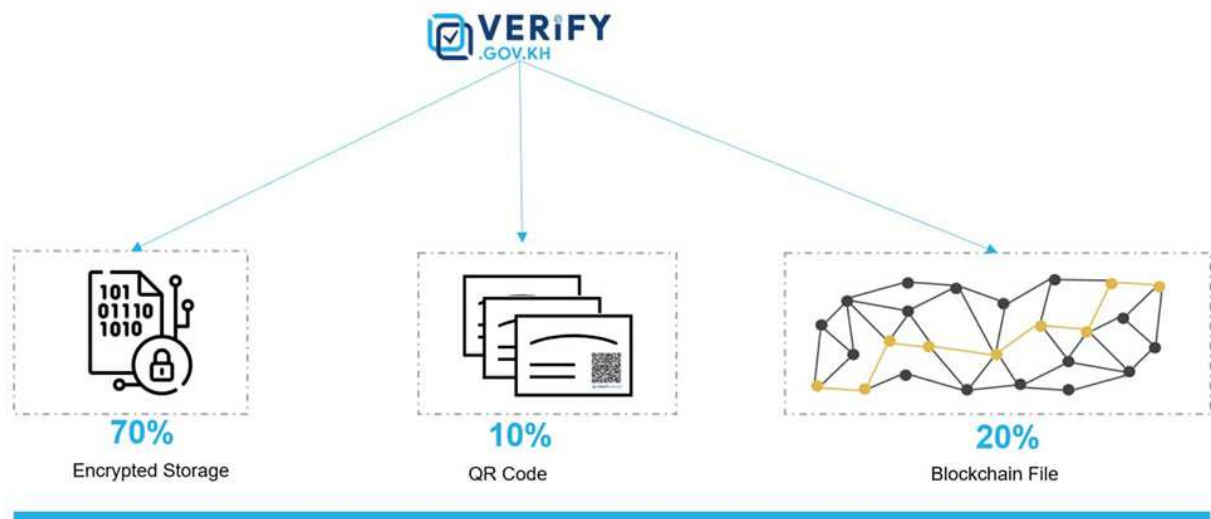 VERiFY
.GOV.KH
101
01110
1010
70%
10%
20%
Encrypted Storage
QR Code
Blockchain File